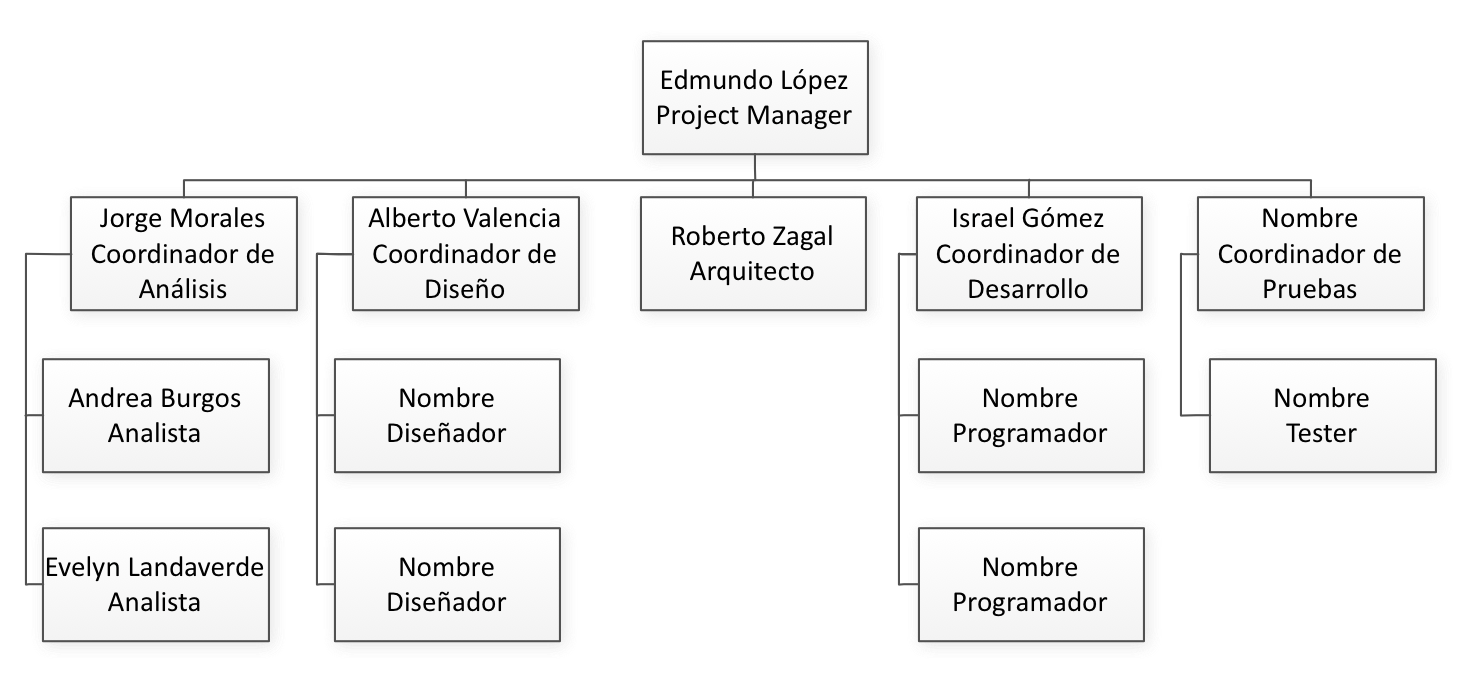 Edmundo López
Project Manager
Jorge Morales
Coordinador de
Análisis
Alberto Valencia
Coordinador de
Diseño
Roberto Zagal
Arquitecto
Israel Gómez
Coordinador de
Desarrollo
Nombre
Coordinador de
Pruebas
Andrea Burgos
Analista
Nombre
Diseñador
Nombre
Programador
Nombre
Tester
Evelyn Landaverde
Analista
Nombre
Diseñador
Nombre
Programador